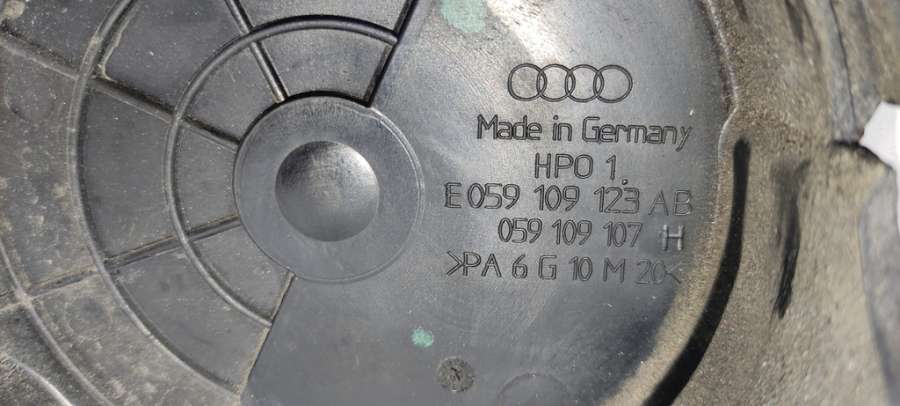 Made in Germany
HPO 1.
E 059 109 123 AB
059 109 107 H
>PA 6 G 10 M 20<